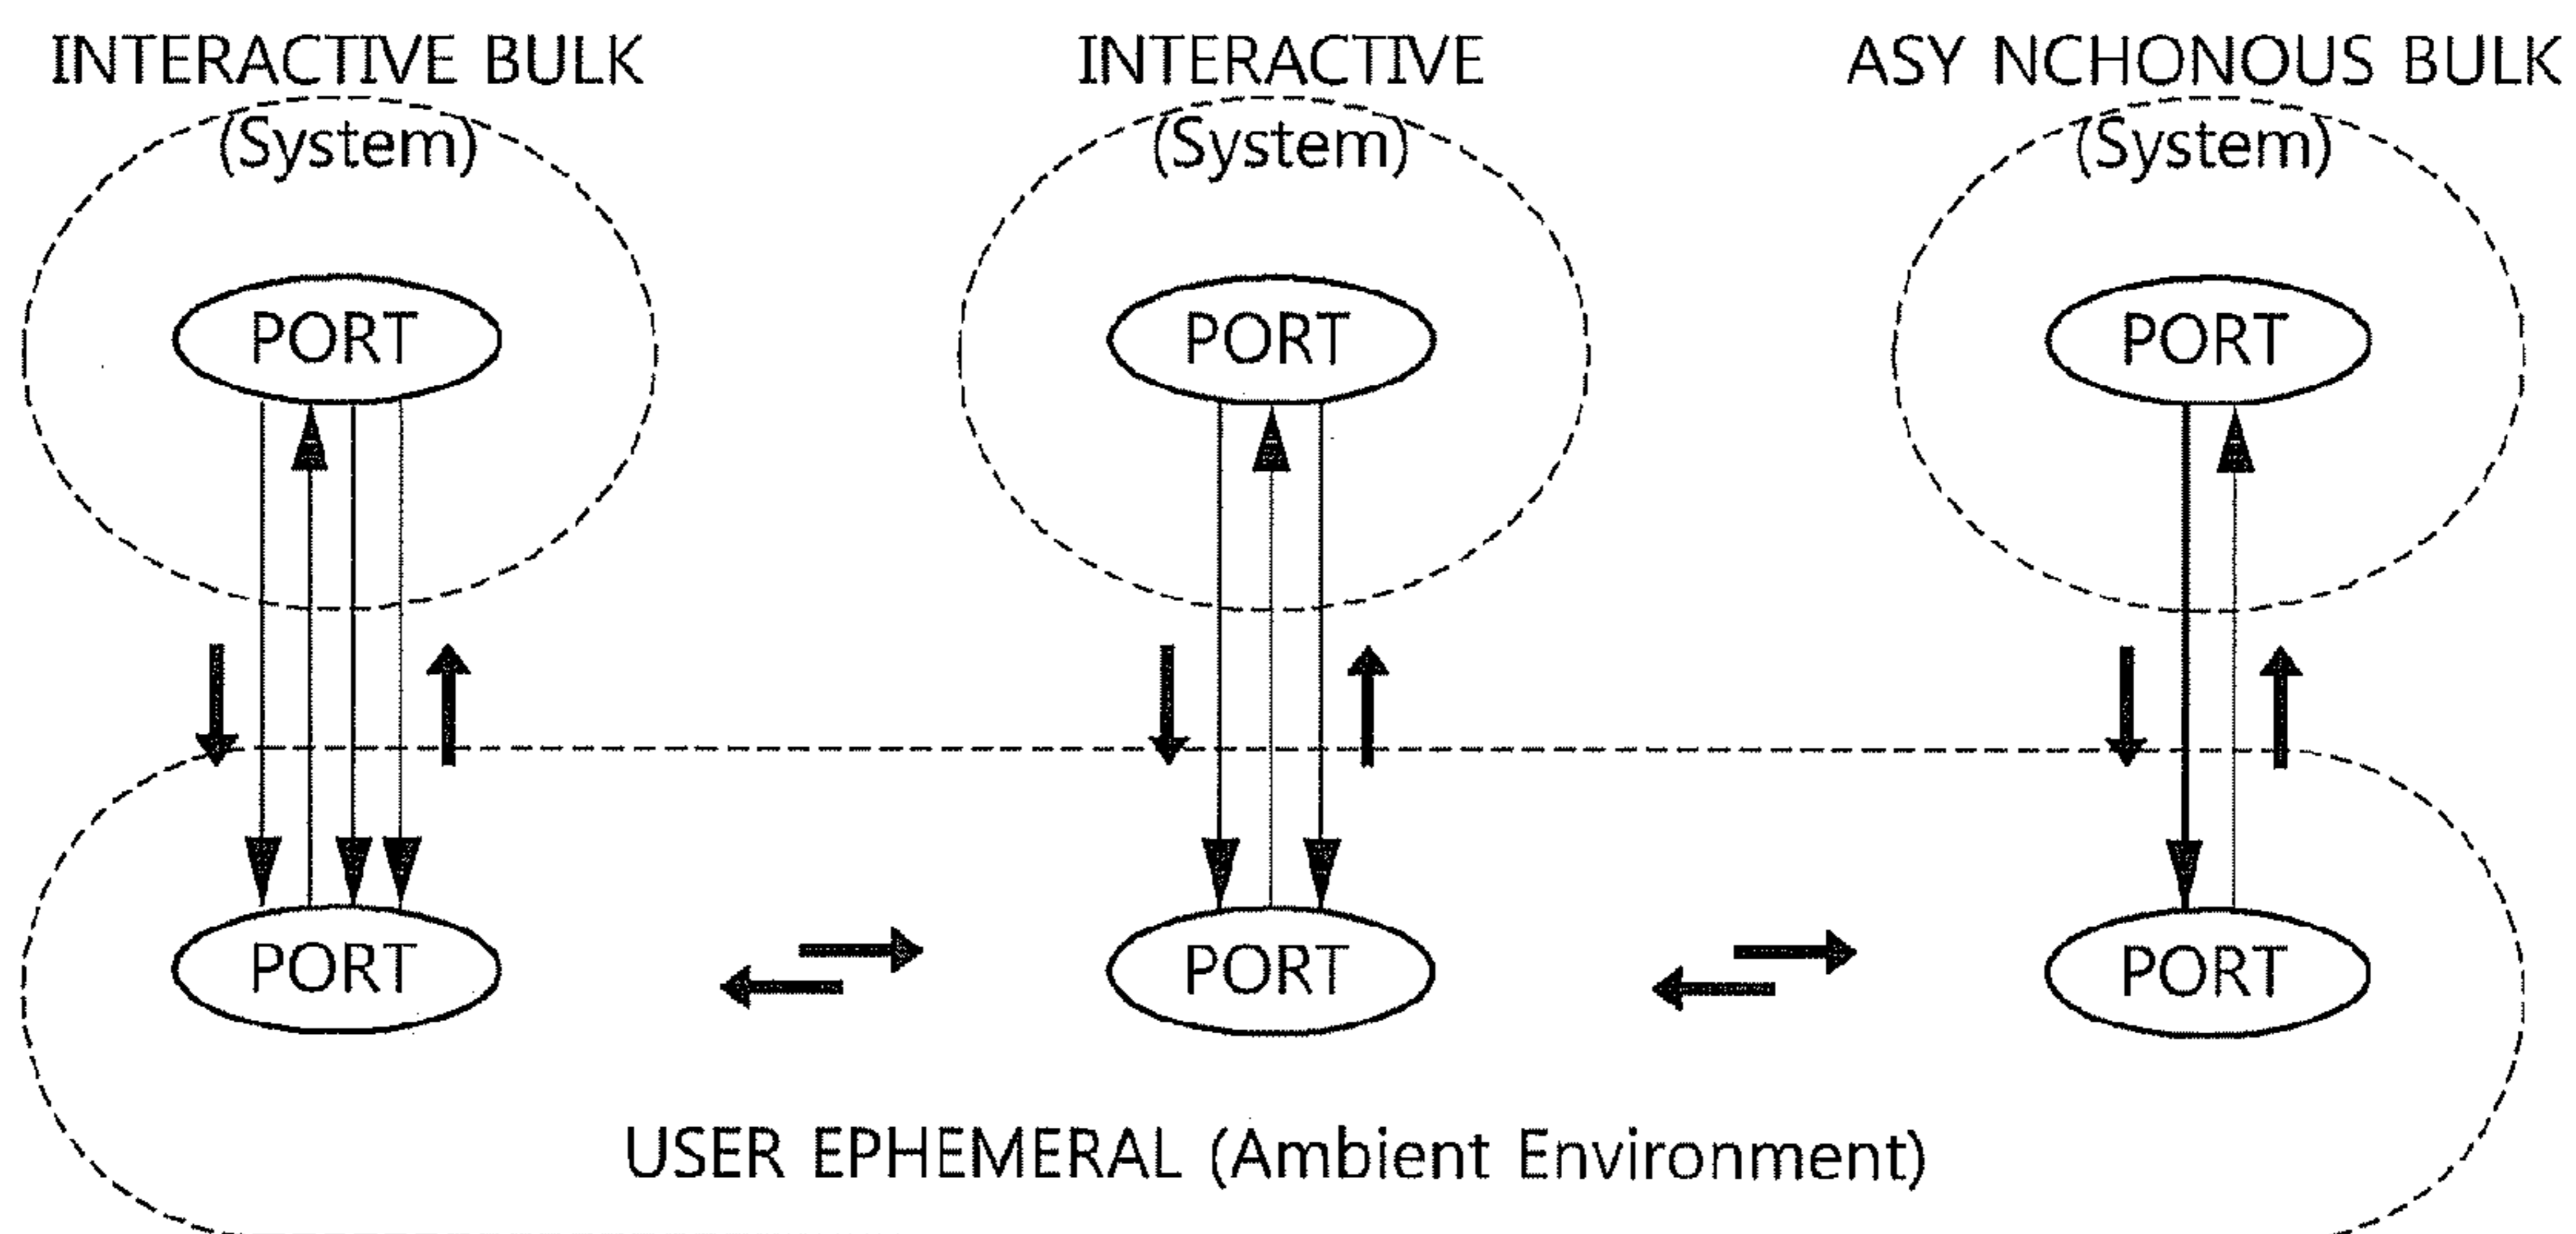 INTERACTIVE BULK
(System)
INTERACTIVE
(System)
ASY NCHONOUS BULK
(System)
PORT
PORT
PORT
PORT
PORT
PORT
USER EPHEMERAL (Ambient Environment)